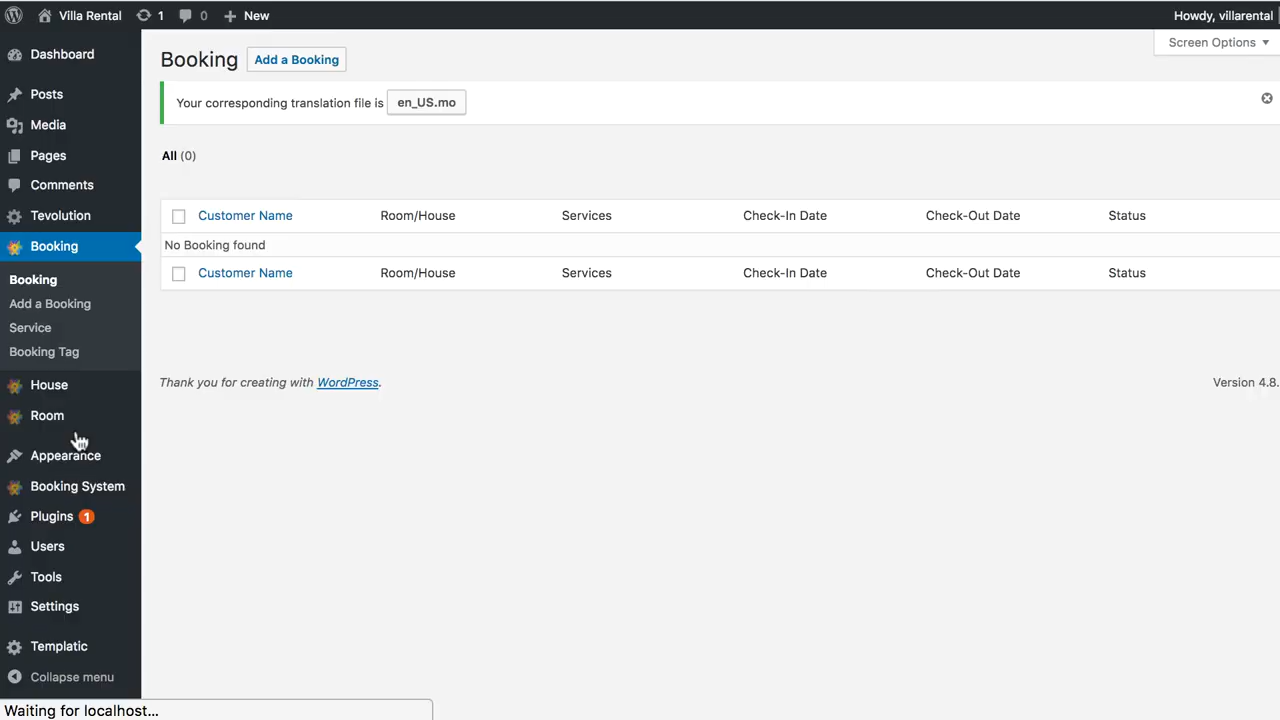 Villa Rental 1 0 New Howdy, villarental
Screen Options
Dashboard
Posts
Media
Pages
Comments
Tevolution
Booking
Booking
Add a Booking
Service
Booking Tag
House
Room
Appearance
Booking System
Plugins 1
Users
Tools
Settings
Templatic
Collapse menu
Booking Add a Booking
Your corresponding translation file is en_US.mo
All (0)
Customer Name Room/House Services Check-In Date Check-Out Date Status
No Booking found
Customer Name Room/House Services Check-In Date Check-Out Date Status
Thank you for creating with WordPress. Version 4.8.
Waiting for localhost...